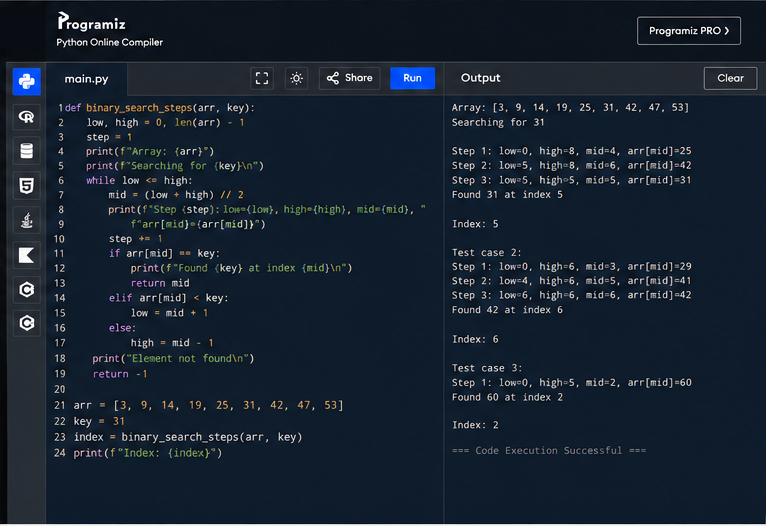 Programiz
Python Online Compiler
Programiz PRO ❯
main.py
Share
Run
Output
Clear
1 def binary_search_steps(arr, key):
2 low, high = 0, len(arr) - 1
3 step = 1
4 print(f"Array: {arr}")
5 print(f"Searching for {key}\n")
6 while low <= high:
7 mid = (low + high) // 2
8 print(f"Step {step}: low={low}, high={high}, mid={mid}, "
9 f"arr[mid]={arr[mid]}")
10 step += 1
11 if arr[mid] == key:
12 print(f"Found {key} at index {mid}\n")
13 return mid
14 elif arr[mid] < key:
15 low = mid + 1
16 else:
17 high = mid - 1
18 print("Element not found\n")
19 return -1
20
21 arr = [3, 9, 14, 19, 25, 31, 42, 47, 53]
22 key = 31
23 index = binary_search_steps(arr, key)
24 print(f"Index: {index}")
Array: [3, 9, 14, 19, 25, 31, 42, 47, 53]
Searching for 31
Step 1: low=0, high=8, mid=4, arr[mid]=25
Step 2: low=5, high=8, mid=6, arr[mid]=42
Step 3: low=5, high=5, mid=5, arr[mid]=31
Found 31 at index 5
Index: 5
Test case 2:
Step 1: low=0, high=6, mid=3, arr[mid]=29
Step 2: low=4, high=6, mid=5, arr[mid]=41
Step 3: low=6, high=6, mid=6, arr[mid]=42
Found 42 at index 6
Index: 6
Test case 3:
Step 1: low=0, high=5, mid=2, arr[mid]=60
Found 60 at index 2
Index: 2
=== Code Execution Successful ===